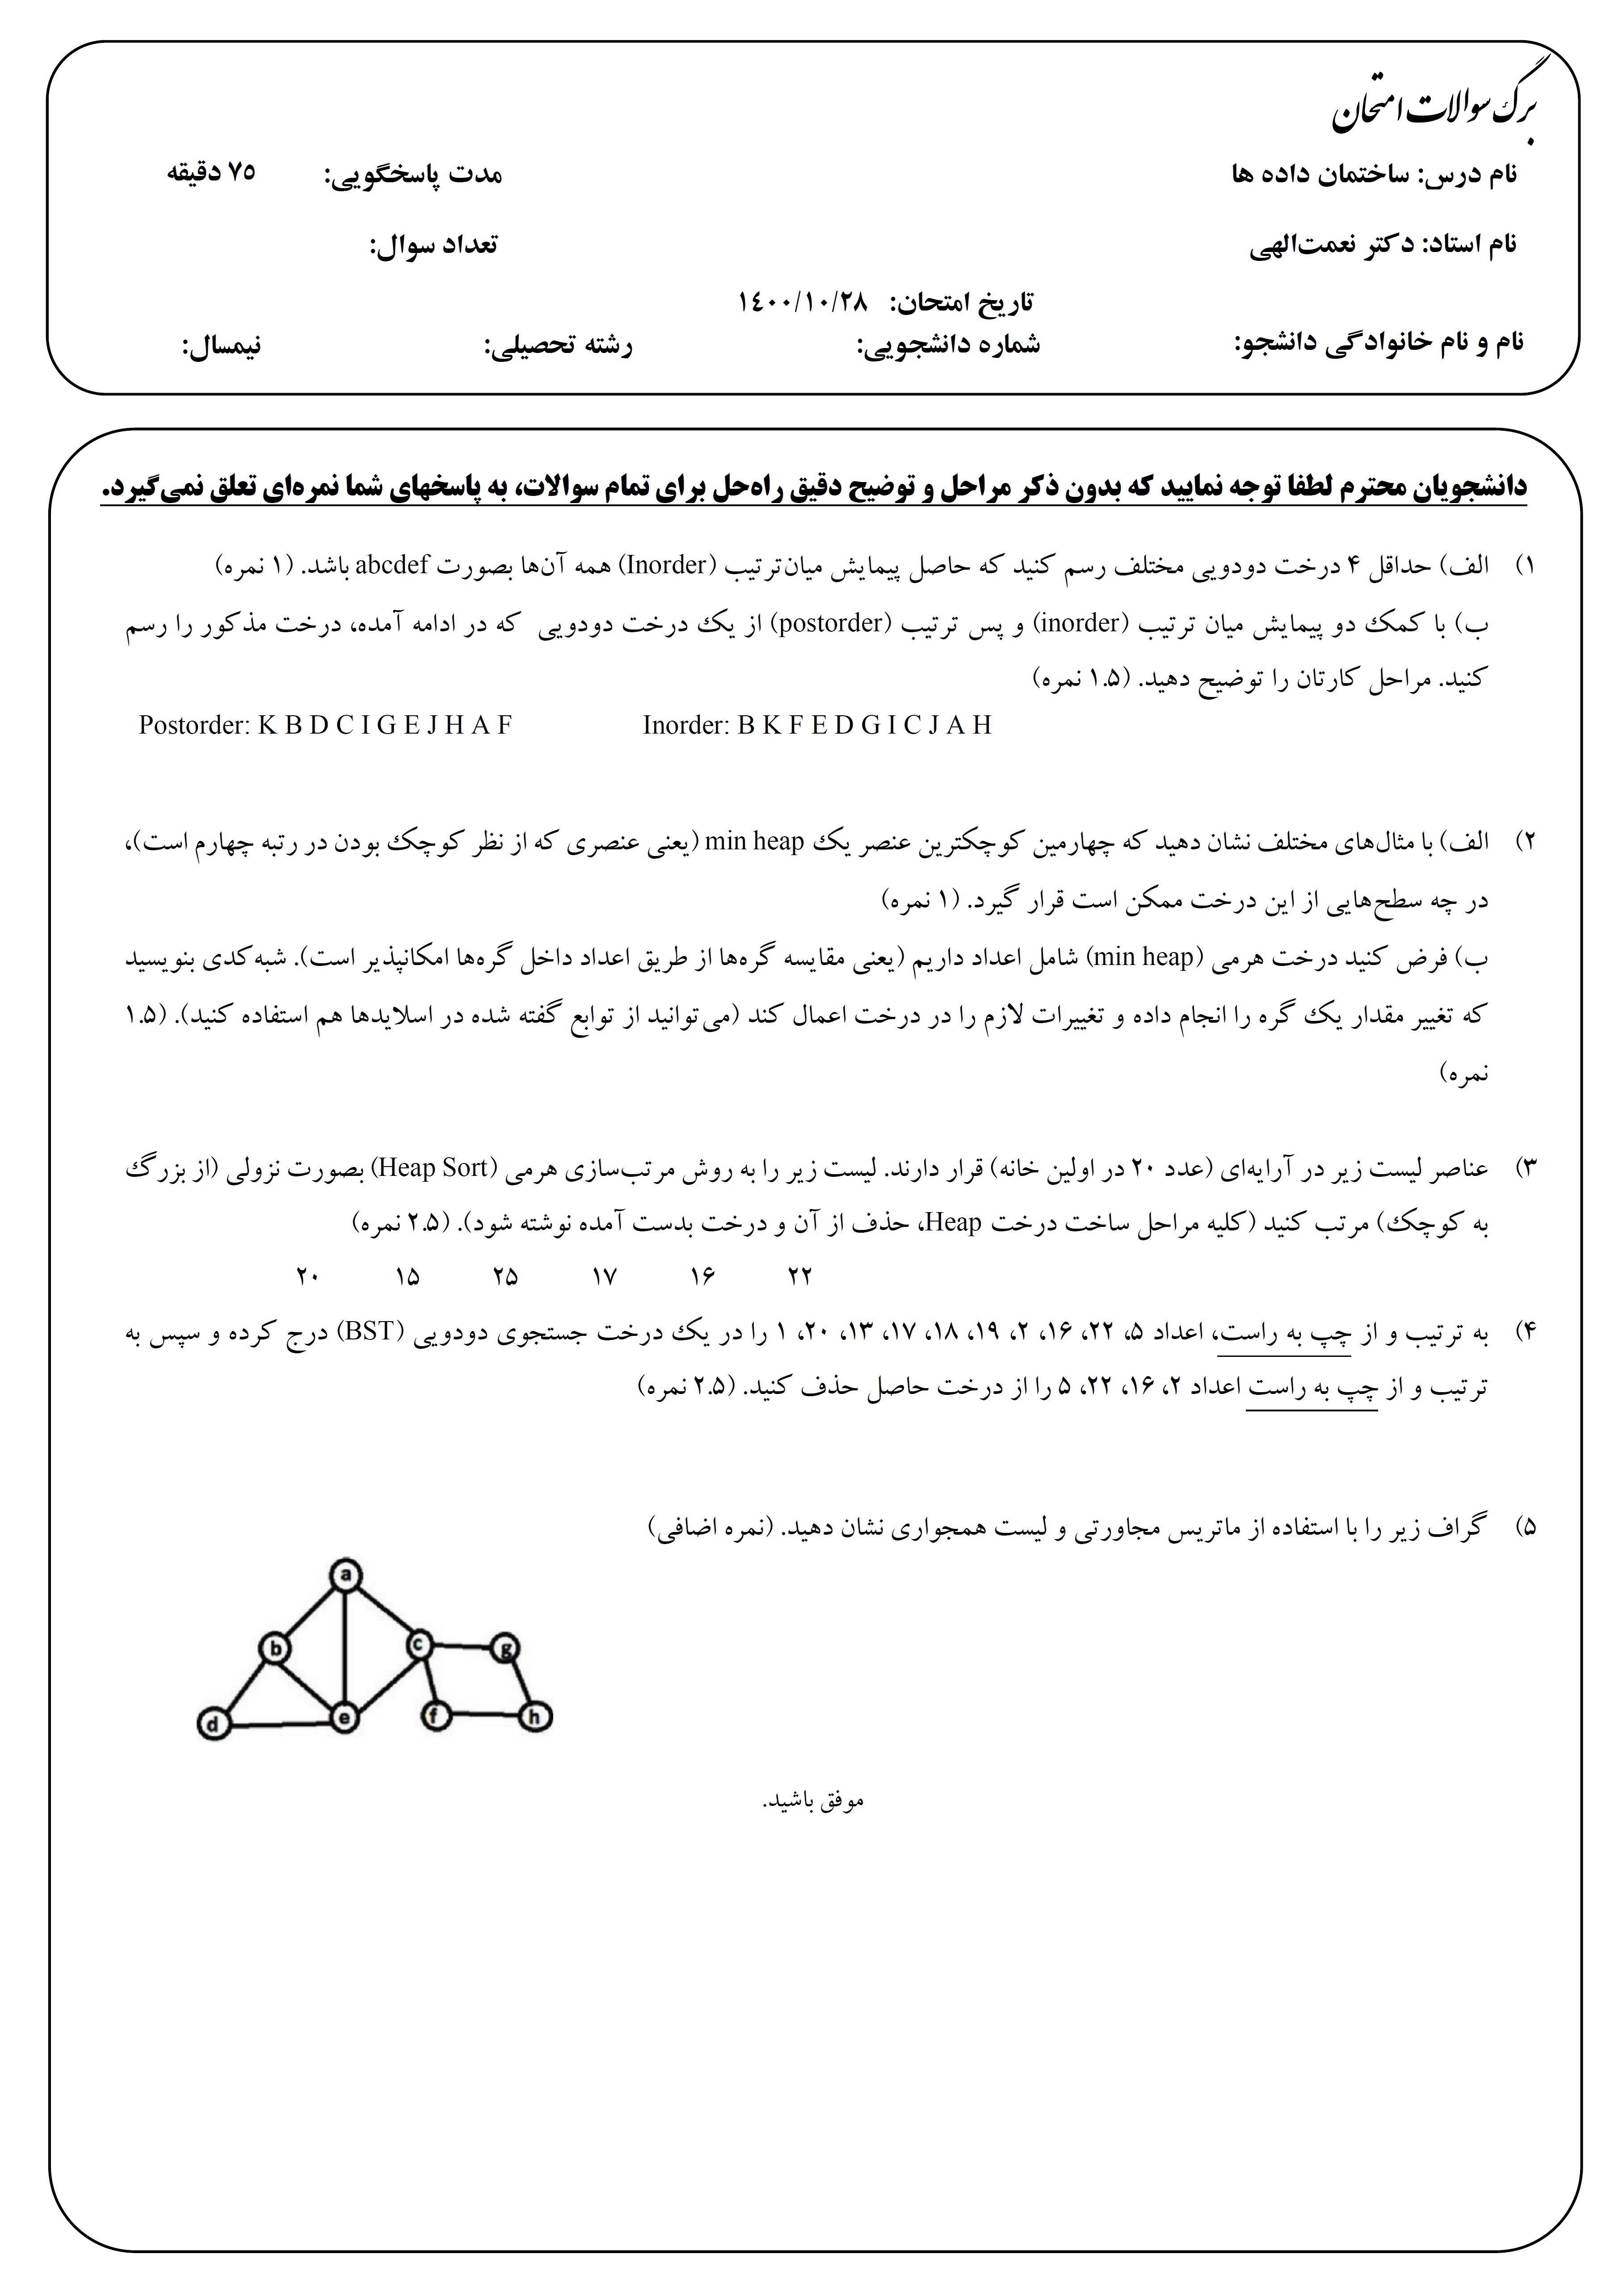 برگ سوالات امتحان
نام درس: ساختمان داده ها
مدت پاسخگویی: ۷۵ دقیقه
نام استاد: دکتر نعمت‌الهی
تعداد سوال:
تاریخ امتحان: ۱۴۰۰/۱۰/۲۸
نام و نام خانوادگی دانشجو: شماره دانشجویی: رشته تحصیلی: نیمسال:
دانشجویان محترم لطفا توجه نمایید که بدون ذکر مراحل و توضیح دقیق راه‌حل برای تمام سوالات، به پاسخهای شما نمره‌ای تعلق نمی‌گیرد.
۱) الف) حداقل ۴ درخت دودویی مختلف رسم کنید که حاصل پیمایش میان‌ترتیب (Inorder) همه آن‌ها بصورت abcdef باشد. (۱ نمره)
ب) با کمک دو پیمایش میان ترتیب (inorder) و پس ترتیب (postorder) از یک درخت دودویی که در ادامه آمده، درخت مذکور را رسم
کنید. مراحل کارتان را توضیح دهید. (۱.۵ نمره)
Postorder: K B D C I G E J H A F Inorder: B K F E D G I C J A H
۲) الف) با مثال‌های مختلف نشان دهید که چهارمین کوچکترین عنصر یک min heap (یعنی عنصری که از نظر کوچک بودن در رتبه چهارم است)،
در چه سطح‌هایی از این درخت ممکن است قرار گیرد. (۱ نمره)
ب) فرض کنید درخت هرمی (min heap) شامل اعداد داریم (یعنی مقایسه گره‌ها از طریق اعداد داخل گره‌ها امکانپذیر است). شبه‌کدی بنویسید
که تغییر مقدار یک گره را انجام داده و تغییرات لازم را در درخت اعمال کند (می‌توانید از توابع گفته شده در اسلایدها هم استفاده کنید). (۱.۵
نمره)
۳) عناصر لیست زیر در آرایه‌ای (عدد ۲۰ در اولین خانه) قرار دارند. لیست زیر را به روش مرتب‌سازی هرمی (Heap Sort) بصورت نزولی (از بزرگ
به کوچک) مرتب کنید (کلیه مراحل ساخت درخت Heap، حذف از آن و درخت بدست آمده نوشته شود). (۲.۵ نمره)
۲۰ ۱۵ ۲۵ ۱۷ ۱۶ ۲۲
۴) به ترتیب و از چپ به راست، اعداد ۵، ۲۲، ۱۶، ۲، ۱۹، ۱۸، ۱۷، ۱۳، ۲۰، ۱ را در یک درخت جستجوی دودویی (BST) درج کرده و سپس به
ترتیب و از چپ به راست اعداد ۲، ۱۶، ۲۲، ۵ را از درخت حاصل حذف کنید. (۲.۵ نمره)
۵) گراف زیر را با استفاده از ماتریس مجاورتی و لیست همجواری نشان دهید. (نمره اضافی)
a
b c g
d e f h
موفق باشید.